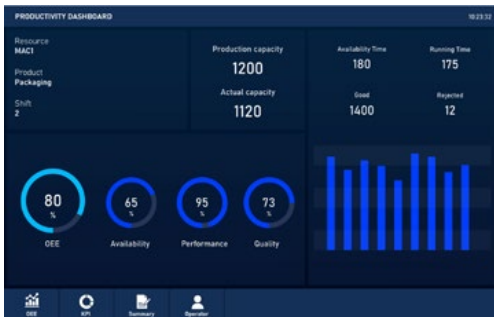 PRODUCTIVITY DASHBOARD
10:23:32
Resource
MAC1
Product
Packaging
Shift
2
Production capacity
1200
Actual capacity
1120
Availability Time
180
Running Time
175
Good
1400
Rejected
12
80
%
OEE
65
%
Availability
95
%
Performance
73
%
Quality
OEE
KPI
Summary
Operator